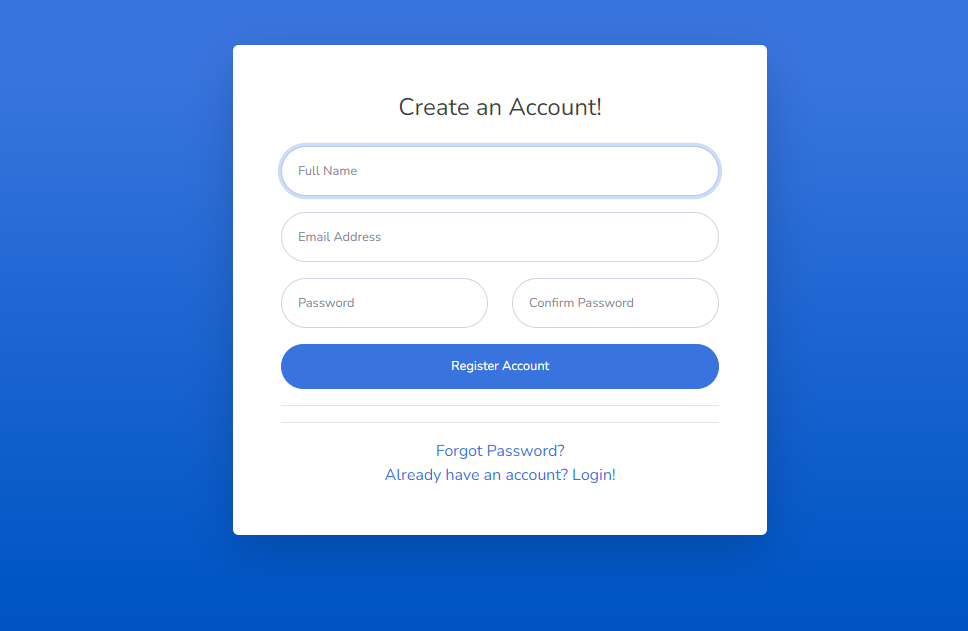 Create an Account!
Full Name
Email Address
Password
Confirm Password
Register Account
Forgot Password?
Already have an account? Login!